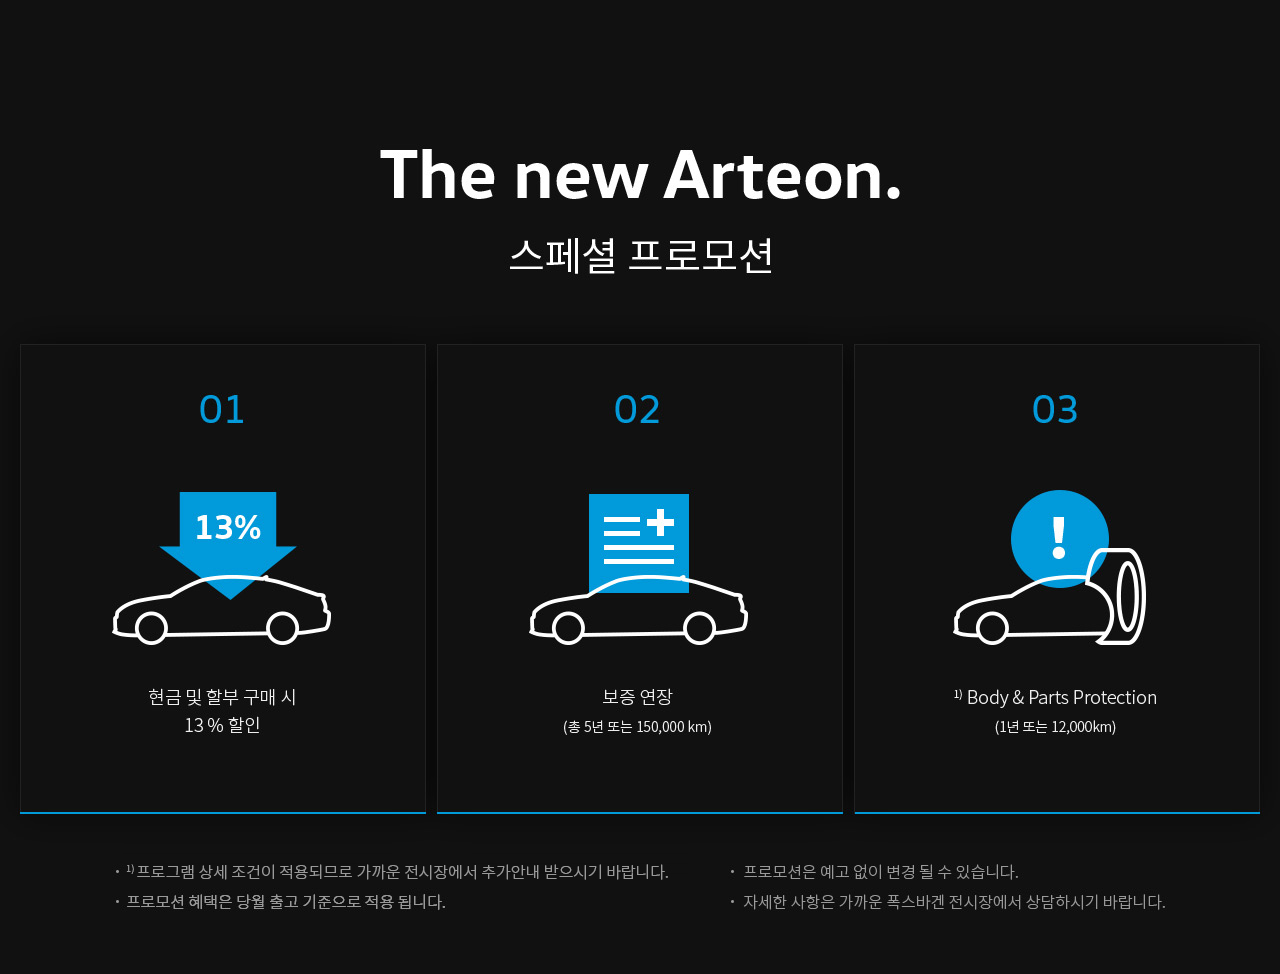 The new Arteon.
스페셜 프로모션
01
13%
현금 및 할부 구매 시
13 % 할인
02
보증 연장
(총 5년 또는 150,000 km)
03
!
1) Body & Parts Protection
(1년 또는 12,000km)
· 1) 프로그램 상세 조건이 적용되므로 가까운 전시장에서 추가안내 받으시기 바랍니다.
· 프로모션 혜택은 당월 출고 기준으로 적용 됩니다.
· 프로모션은 예고 없이 변경 될 수 있습니다.
· 자세한 사항은 가까운 폭스바겐 전시장에서 상담하시기 바랍니다.